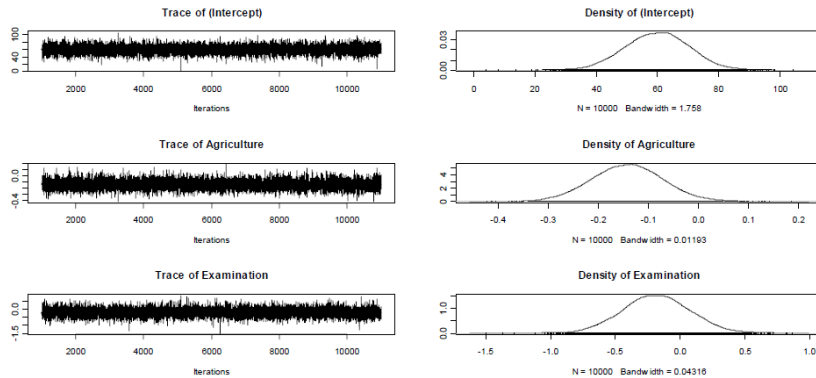 Trace of (Intercept)
100
40
2000 4000 6000 8000 10000
Iterations
Density of (Intercept)
0.03
0.00
0 20 40 60 80 100
N = 10000 Bandwidth = 1.758
Trace of Agriculture
0.0
-0.4
2000 4000 6000 8000 10000
Iterations
Density of Agriculture
4
2
0
-0.4 -0.3 -0.2 -0.1 0.0 0.1 0.2
N = 10000 Bandwidth = 0.01193
Trace of Examination
0.0
-1.5
2000 4000 6000 8000 10000
Iterations
Density of Examination
1.0
0.0
-1.5 -1.0 -0.5 0.0 0.5 1.0
N = 10000 Bandwidth = 0.04316